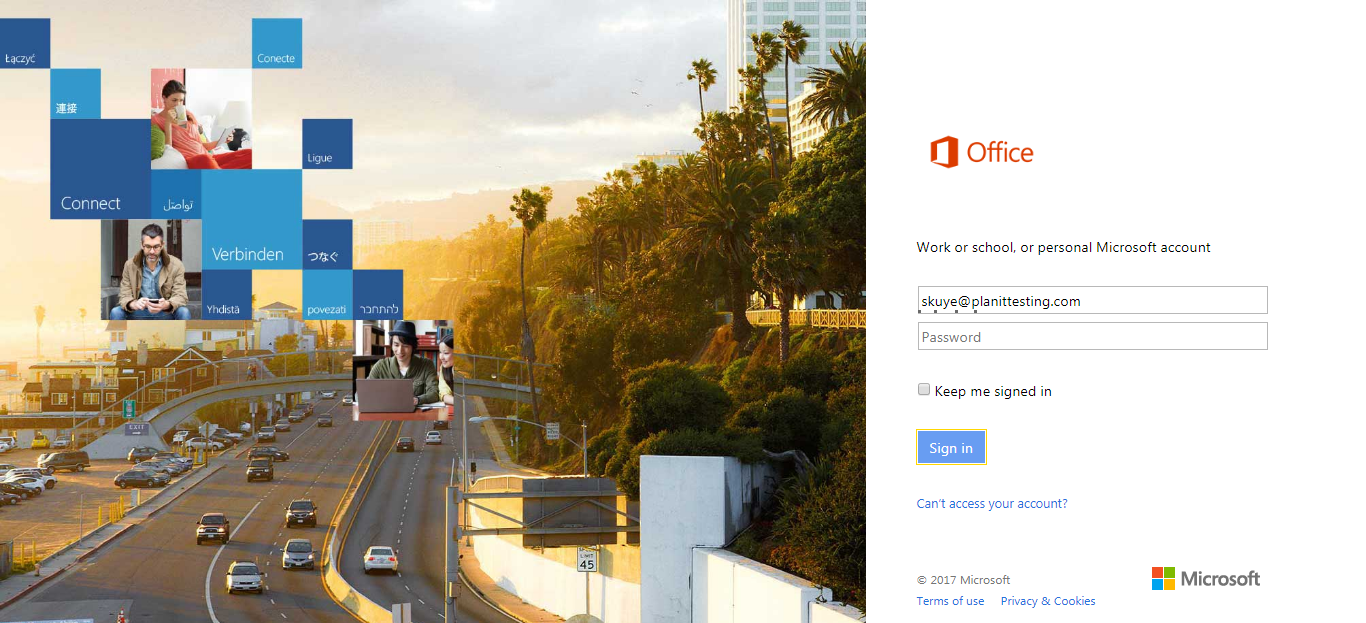 Łączyć
Conecte
連接
Ligue
Connect
تواصل
Verbinden
つなぐ
Yhdistä
povezati
להתחבר
EXIT
LIMIT
45
Office
Work or school, or personal Microsoft account
skuye@planittesting.com
Password
Keep me signed in
Sign in
Can't access your account?
© 2017 Microsoft
Terms of use Privacy & Cookies
Microsoft